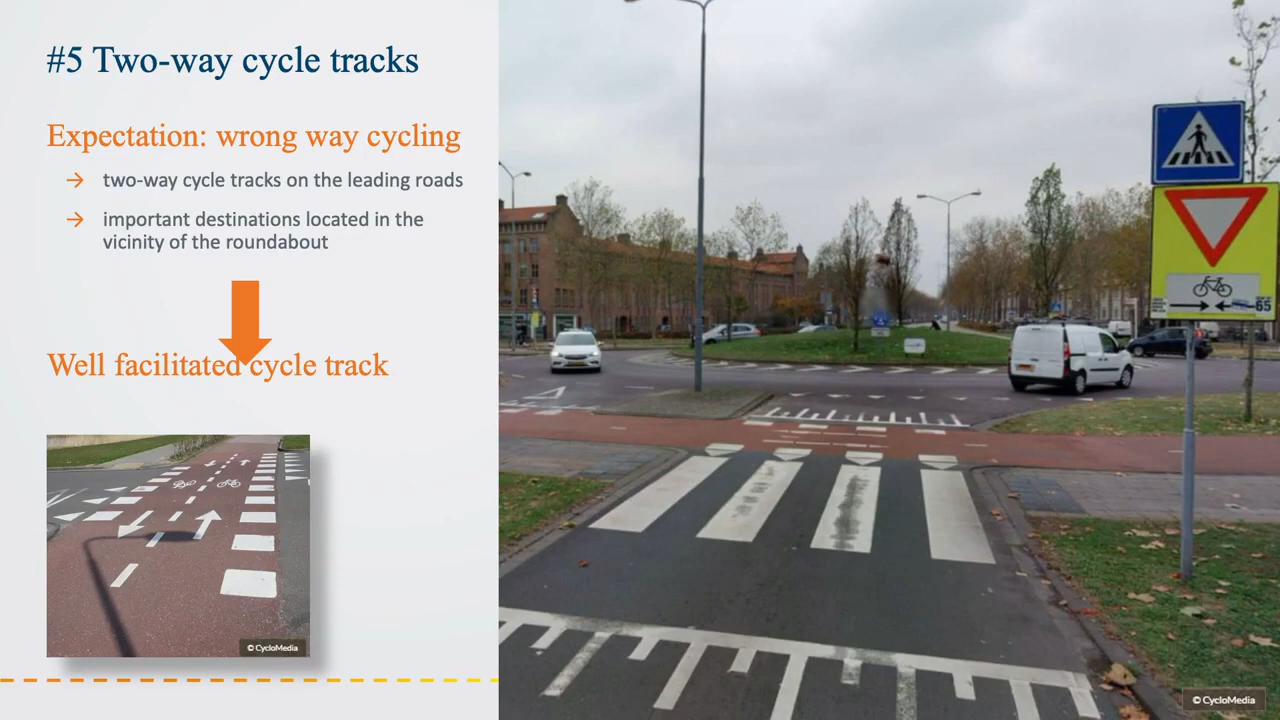 #5 Two-way cycle tracks
Expectation: wrong way cycling
→ two-way cycle tracks on the leading roads
→ important destinations located in the
vicinity of the roundabout
Well facilitated cycle track
© CycloMedia
65
© CycloMedia